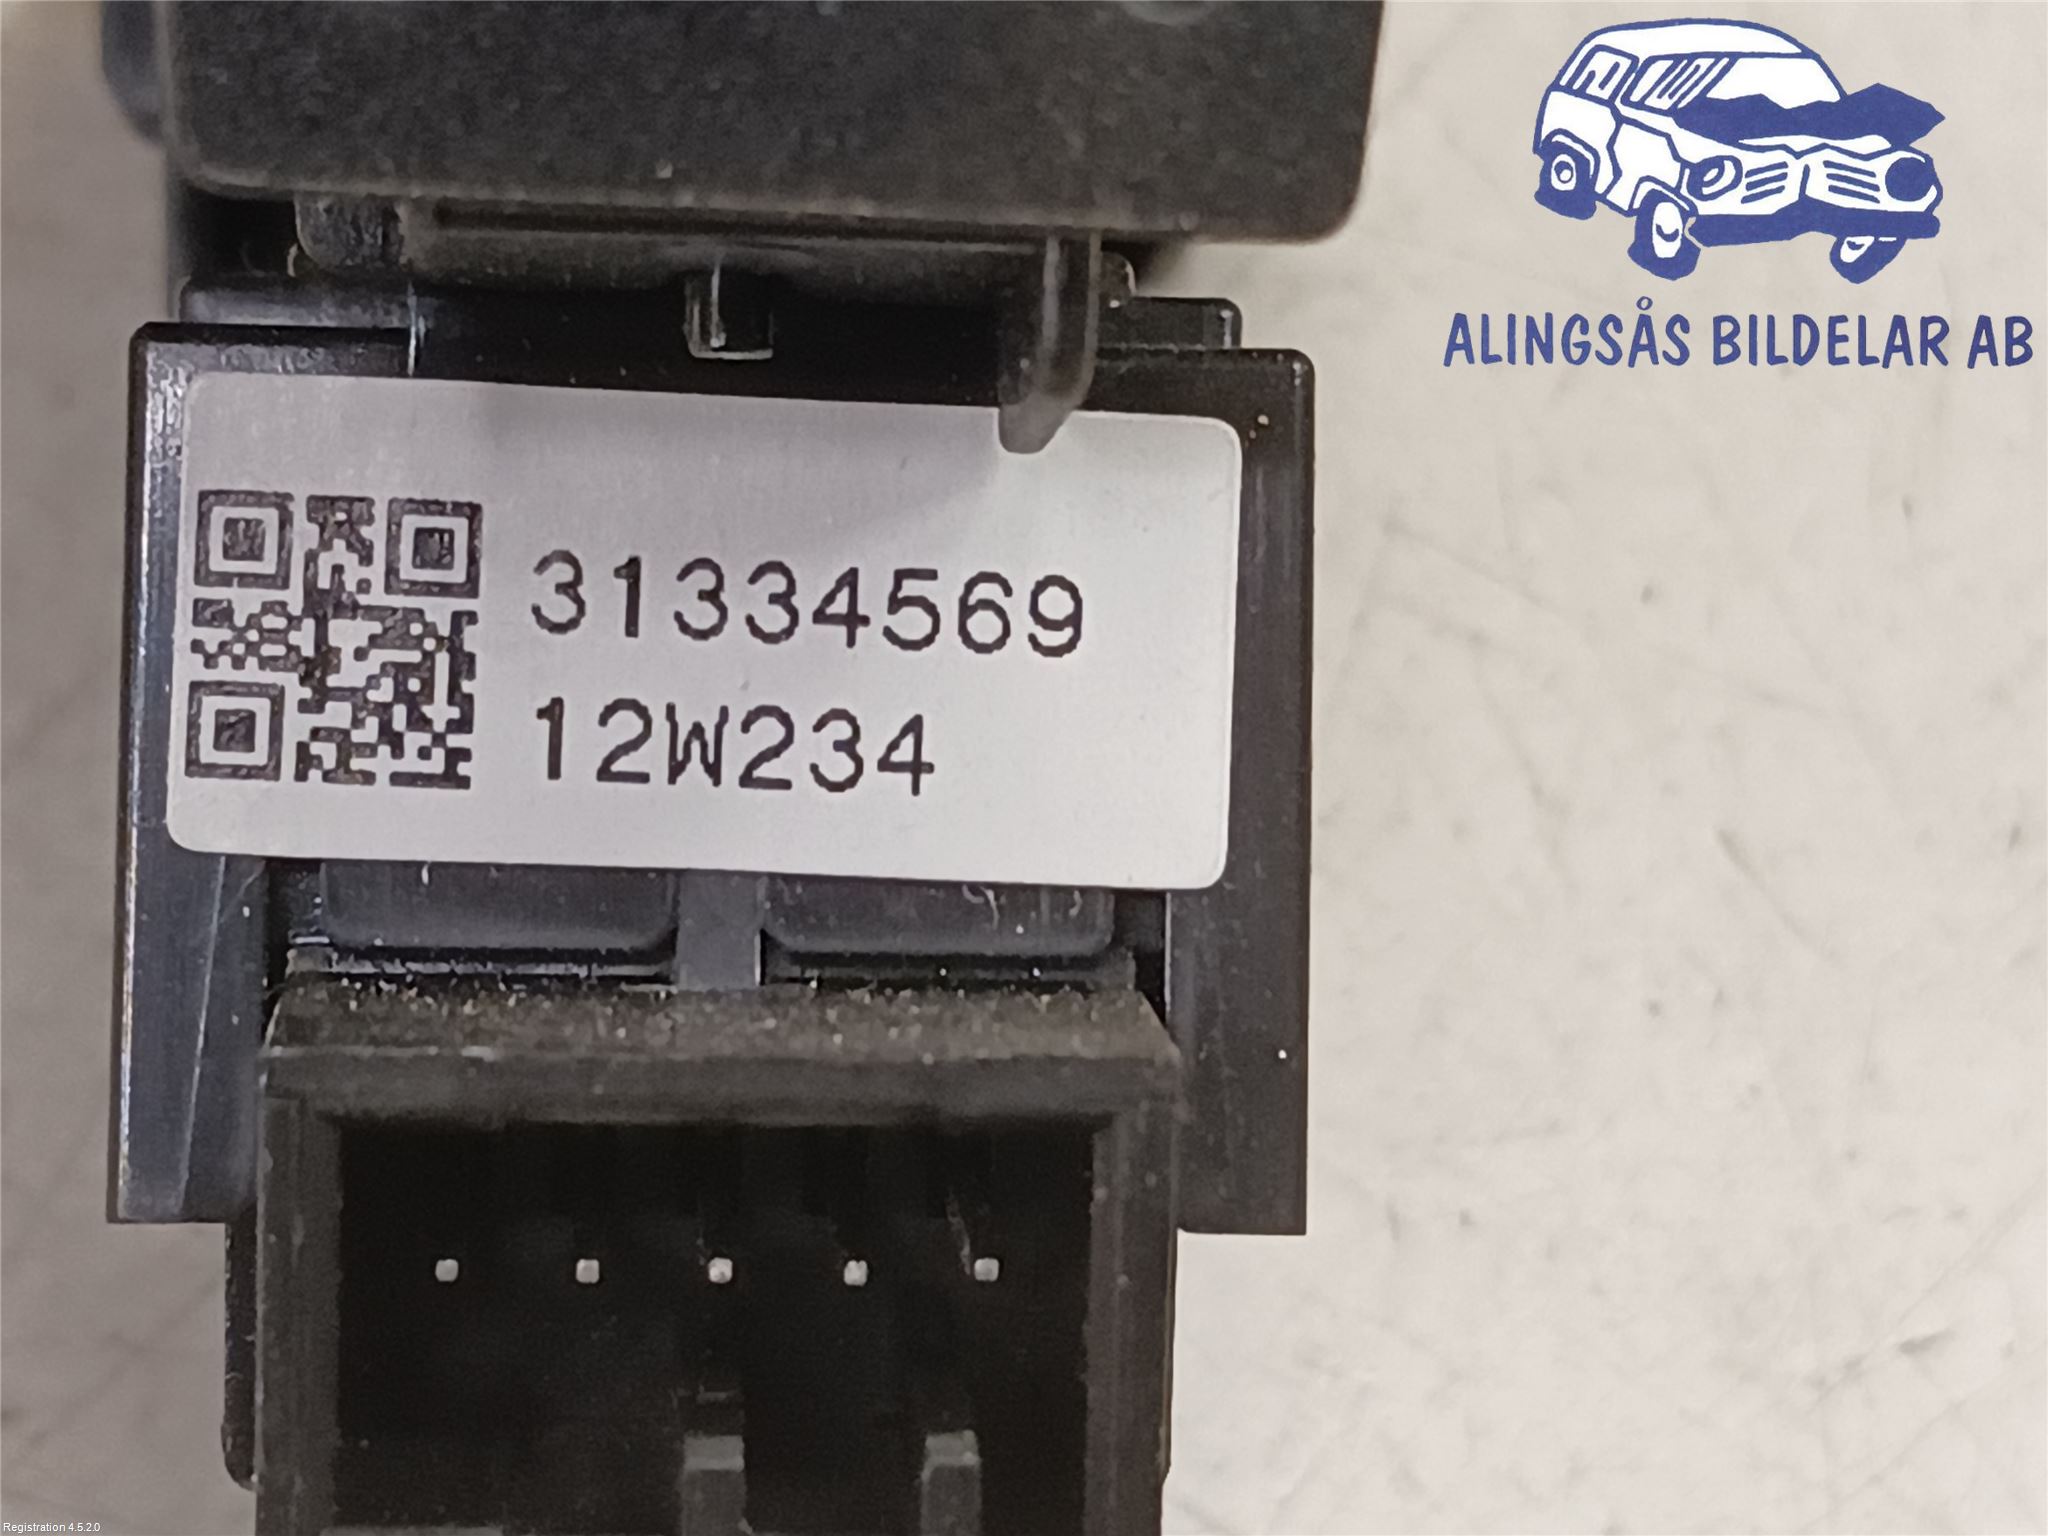 ALINGSÅS BILDELAR AB
31334569
12W234
Registration 4.5.2.0